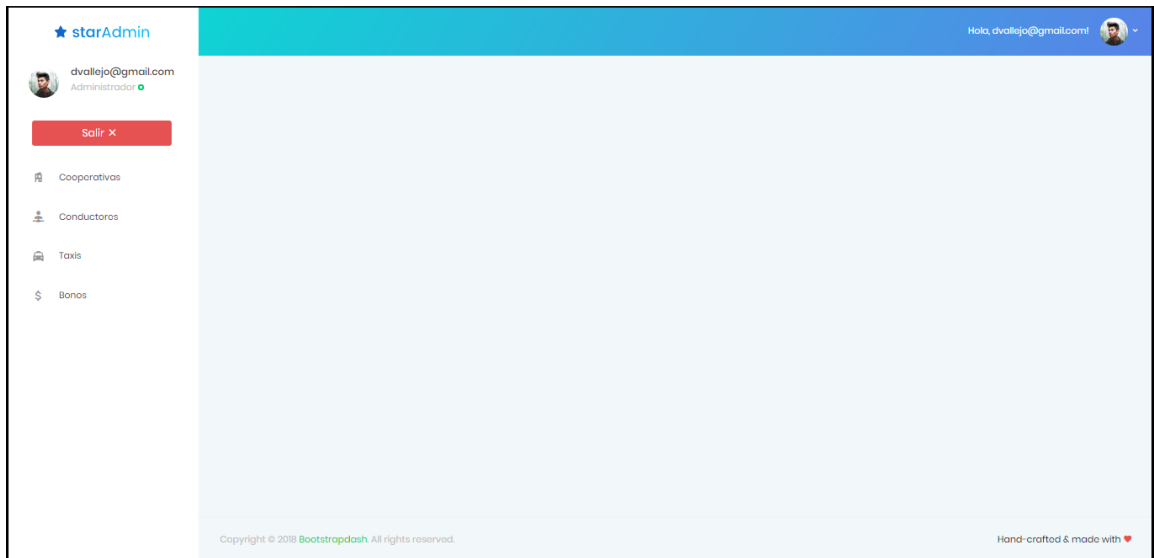 starAdmin
Hola, dvallejo@gmail.com!
dvallejo@gmail.com
Administrador
Salir ×
Cooperativas
Conductores
Taxis
$ Bonos
Copyright © 2018 Bootstrapdash. All rights reserved.
Hand-crafted & made with ♥